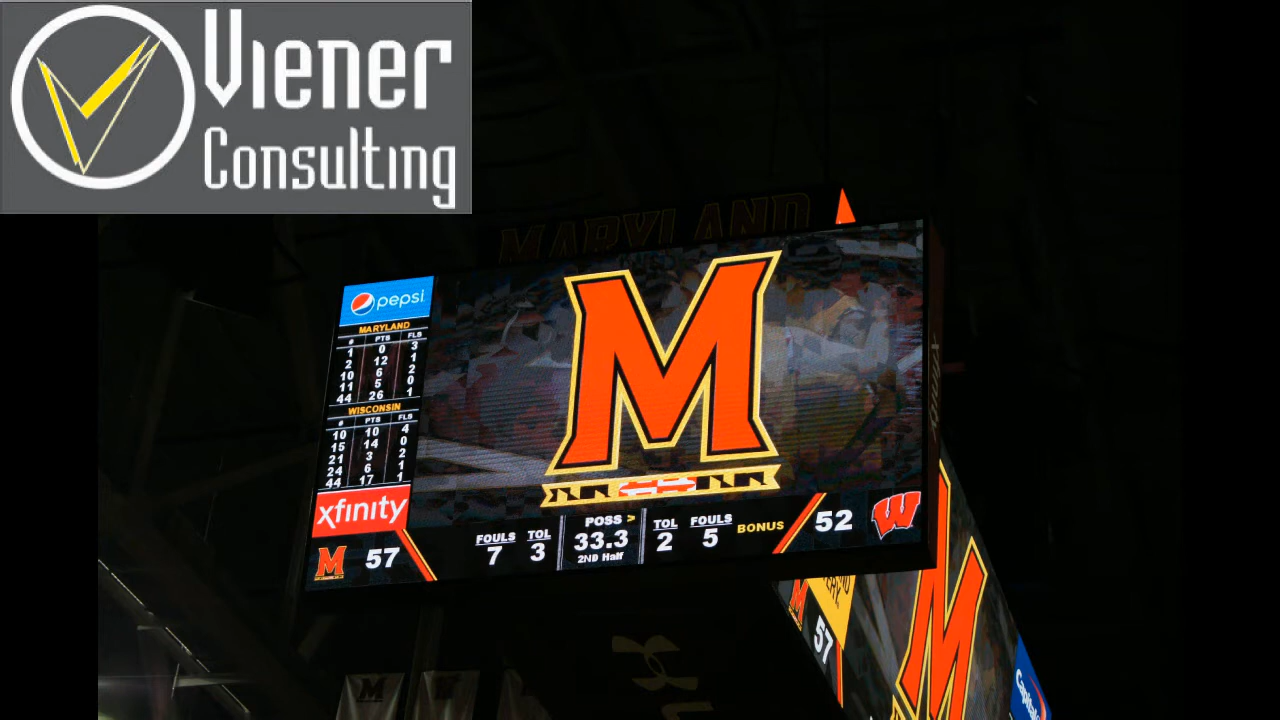 Viener
Consulting
MARYLAND
pepsi
MARYLAND
# PTS FLS
1 0 3
2 12 1
10 6 2
11 5 0
44 26 1
WISCONSIN
# PTS FLS
10 10 4
15 14 0
21 3 2
24 6 1
44 17 1
xfinity
M
M 57
FOULS 7
TOL 3
POSS >
33.3
2ND Half
TOL 2
FOULS 5
BONUS
52 W
M
57
M
Capital
M